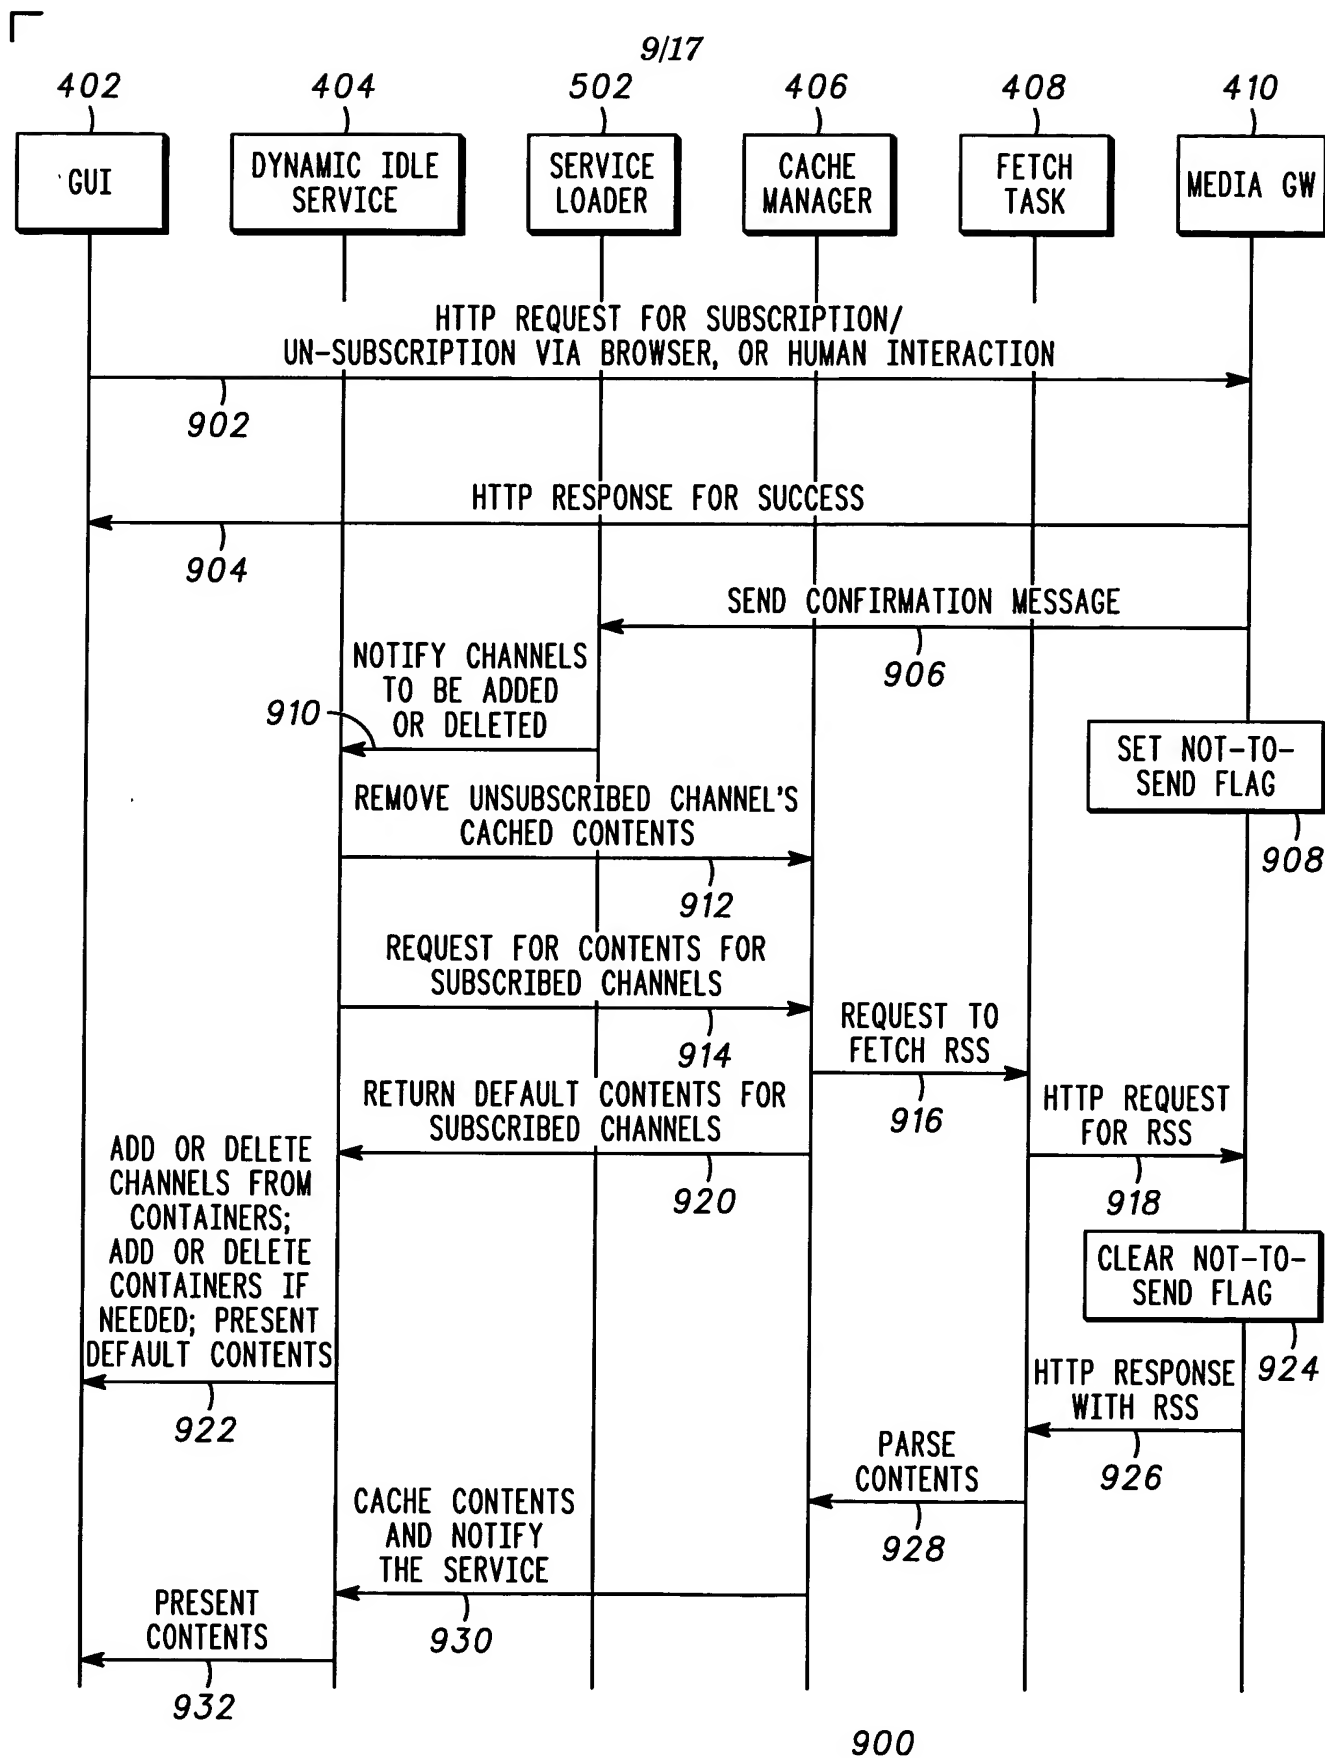 9/17
402
404
502
406
408
410
GUI
DYNAMIC IDLE
SERVICE
SERVICE
LOADER
CACHE
MANAGER
FETCH
TASK
MEDIA GW
HTTP REQUEST FOR SUBSCRIPTION/
UN-SUBSCRIPTION VIA BROWSER, OR HUMAN INTERACTION
902
HTTP RESPONSE FOR SUCCESS
904
SEND CONFIRMATION MESSAGE
906
NOTIFY CHANNELS
TO BE ADDED
OR DELETED
910
SET NOT-TO-
SEND FLAG
908
REMOVE UNSUBSCRIBED CHANNEL'S
CACHED CONTENTS
912
REQUEST FOR CONTENTS FOR
SUBSCRIBED CHANNELS
914
REQUEST TO
FETCH RSS
916
RETURN DEFAULT CONTENTS FOR
SUBSCRIBED CHANNELS
920
HTTP REQUEST
FOR RSS
918
ADD OR DELETE
CHANNELS FROM
CONTAINERS;
ADD OR DELETE
CONTAINERS IF
NEEDED; PRESENT
DEFAULT CONTENTS
922
CLEAR NOT-TO-
SEND FLAG
924
HTTP RESPONSE
WITH RSS
926
PARSE
CONTENTS
928
CACHE CONTENTS
AND NOTIFY
THE SERVICE
930
PRESENT
CONTENTS
932
900